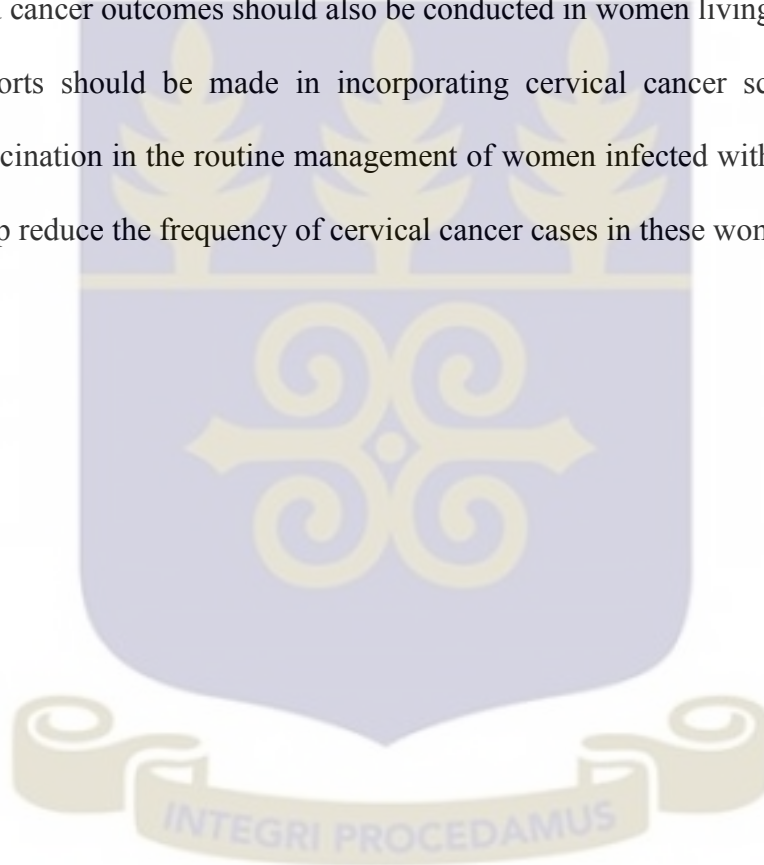 cancer outcomes should also be conducted in women living
orts should be made in incorporating cervical cancer sc
cination in the routine management of women infected with
p reduce the frequency of cervical cancer cases in these wom
INTEGRI PROCEDAMUS